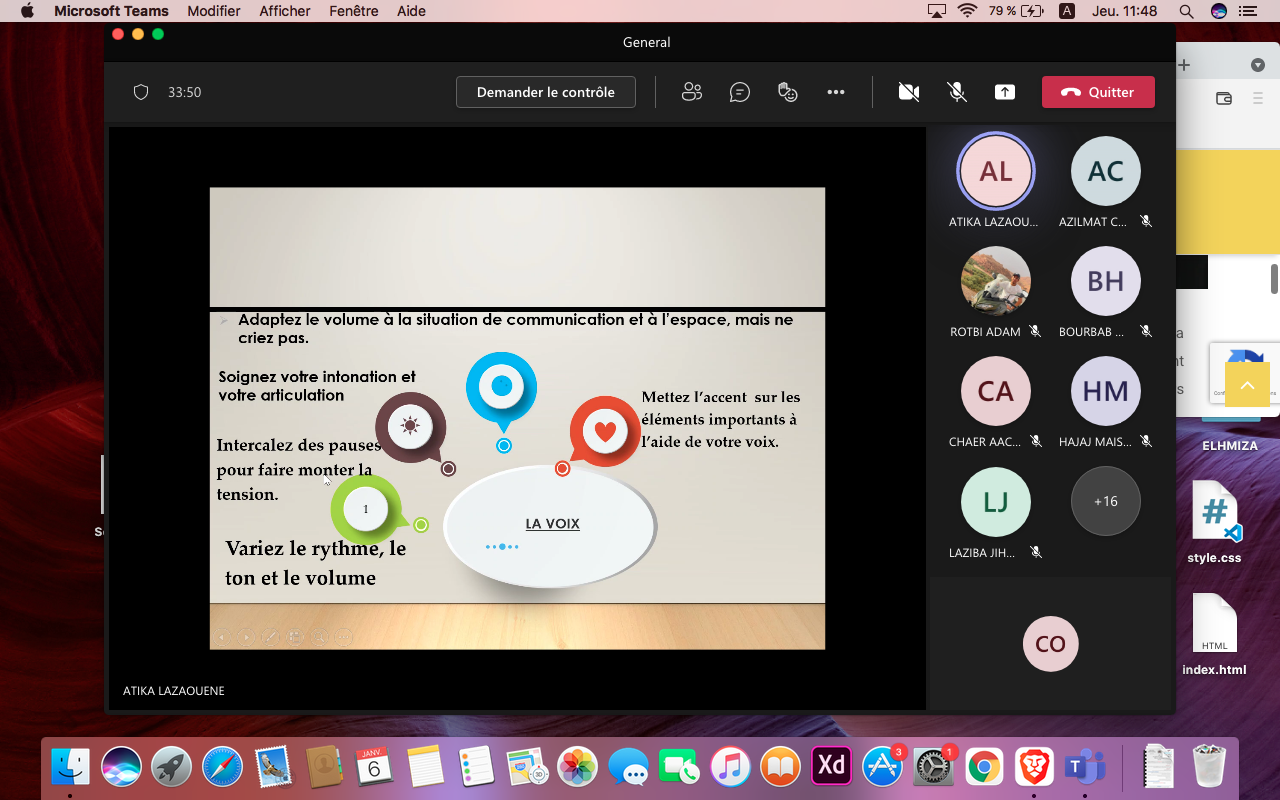 Microsoft Teams Modifier Afficher Fenêtre Aide
79 % A Jeu. 11:48
General
33:50
Demander le contrôle
Quitter
Adaptez le volume à la situation de communication et à l'espace, mais ne
criez pas.
Soignez votre intonation et
votre articulation
Mettez l'accent sur les
éléments importants à
l'aide de votre voix.
Intercalez des pauses
pour faire monter la
tension.
1
LA VOIX
Variez le rythme, le
ton et le volume
ATIKA LAZAOUENE
AL
AC
ATIKA LAZAOU...
AZILMAT C...
BH
ROTBI ADAM
BOURBAB ...
CA
HM
CHAER AAC...
HAJAJ MAIS...
LJ
+16
LAZIBA JIH...
CO
ELHMIZA
#
style.css
HTML
index.html
JANV.
6
Xd
3
1
T